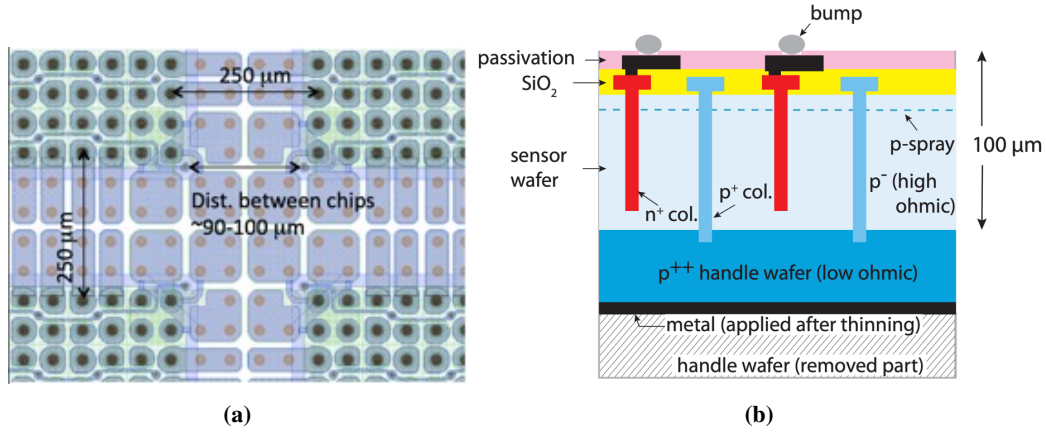 250 μm
Dist. between chips
~90-100 μm
250 μm
(a)
bump
passivation
SiO₂
sensor
wafer
p-spray
100 μm
p⁻ (high
ohmic)
p⁺ col.
n⁺ col.
p⁺⁺ handle wafer (low ohmic)
metal (applied after thinning)
handle wafer (removed part)
(b)